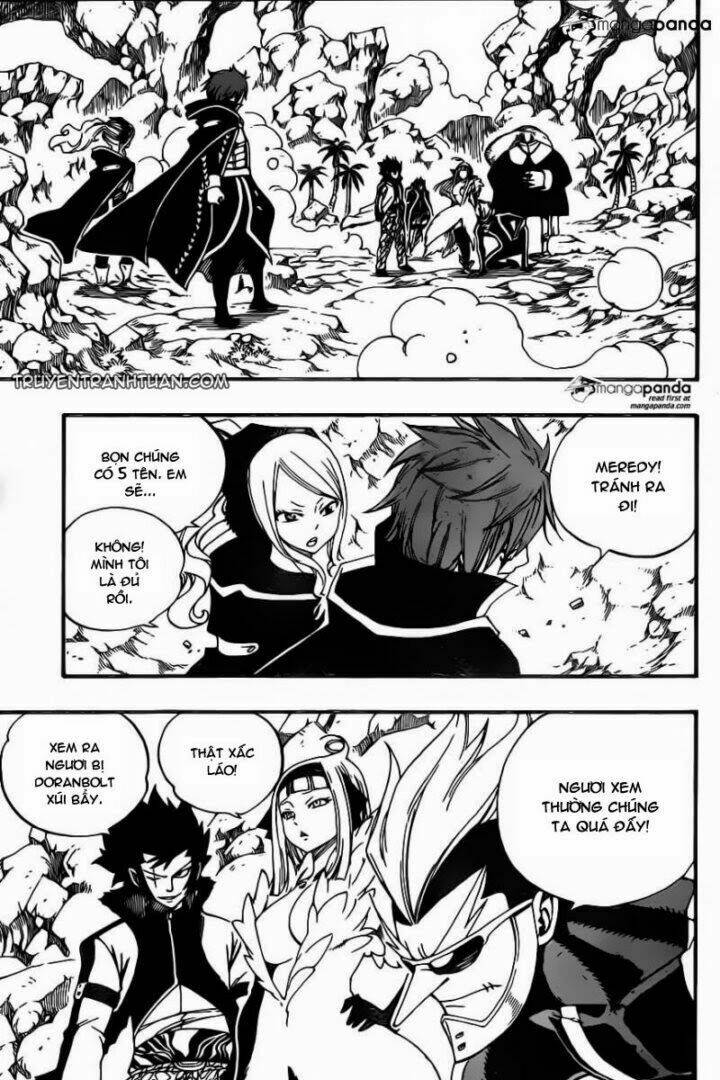 mangapanda
TRUYENTRANHTUAN.COM
mangapanda
read first at
mangapanda.com
MEREDY!
TRÁNH RA
ĐI!
BỌN CHÚNG
CÓ 5 TÊN. EM
SẼ...
KHÔNG!
MÌNH TÔI
LÀ ĐỦ
RỒI.
NGƯƠI XEM
THƯỜNG CHÚNG
TA QUÁ ĐẤY!
THẬT XẤC
LÁO!
XEM RA
NGƯƠI BỊ
DORANBOLT
XÚI BẨY.